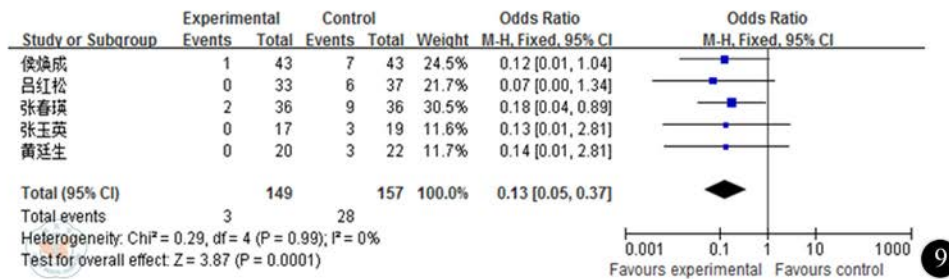 Experimental Control Odds Ratio Odds Ratio
Study or Subgroup Events Total Events Total Weight M-H, Fixed, 95% CI M-H, Fixed, 95% CI
侯焕成 1 43 7 43 24.5% 0.12 [0.01, 1.04]
吕红松 0 33 6 37 21.7% 0.07 [0.00, 1.34]
张春瑛 2 36 9 36 30.5% 0.18 [0.04, 0.89]
张玉英 0 17 3 19 11.6% 0.13 [0.01, 2.81]
黄廷生 0 20 3 22 11.7% 0.14 [0.01, 2.81]
Total (95% CI) 149 157 100.0% 0.13 [0.05, 0.37]
Total events 3 28
Heterogeneity: Chi² = 0.29, df = 4 (P = 0.99); I² = 0%
Test for overall effect: Z = 3.87 (P = 0.0001)
0.001 0.1 1 10 1000
Favours experimental Favours control
9